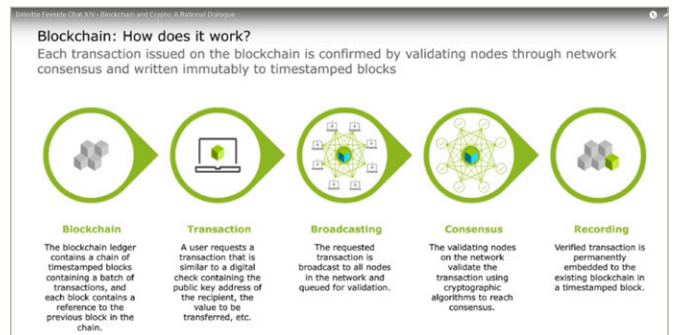 Deloitte Fireside Chat XIV - Blockchain and Crypto: A Rational Dialogue
Blockchain: How does it work?
Each transaction issued on the blockchain is confirmed by validating nodes through network
consensus and written immutably to timestamped blocks
Blockchain
The blockchain ledger
contains a chain of
timestamped blocks
containing a batch of
transactions, and
each block contains a
reference to the
previous block in the
chain.
Transaction
A user requests a
transaction that is
similar to a digital
check containing the
public key address of
the recipient, the
value to be
transferred, etc.
Broadcasting
The requested
transaction is
broadcast to all nodes
in the network and
queued for validation.
Consensus
The validating nodes
on the network
validate the
transaction using
cryptographic
algorithms to reach
consensus.
Recording
Verified transaction is
permanently
embedded to the
existing blockchain in
a timestamped block.